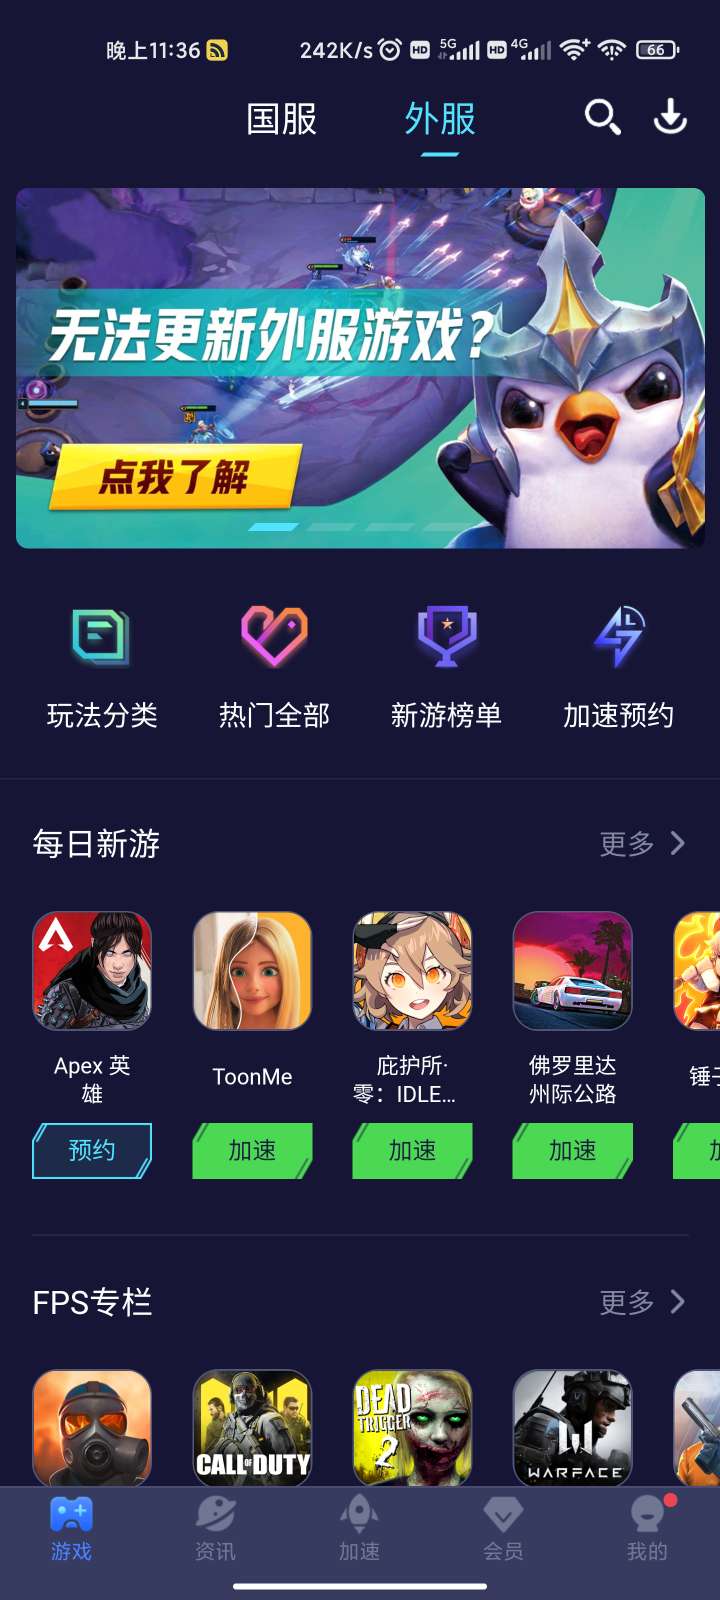 晚上11:36
242K/s
HD
5G
HD
4G
66
国服
外服
无法更新外服游戏?
点我了解
玩法分类
热门全部
新游榜单
加速预约
每日新游
更多
Apex 英
雄
ToonMe
庇护所·
零：IDLE...
佛罗里达
州际公路
锤子
预约
加速
加速
加速
加
FPS专栏
更多
CALL OF DUTY
DEAD
TRIGGER
2
WARFACE
游戏
资讯
加速
会员
我的